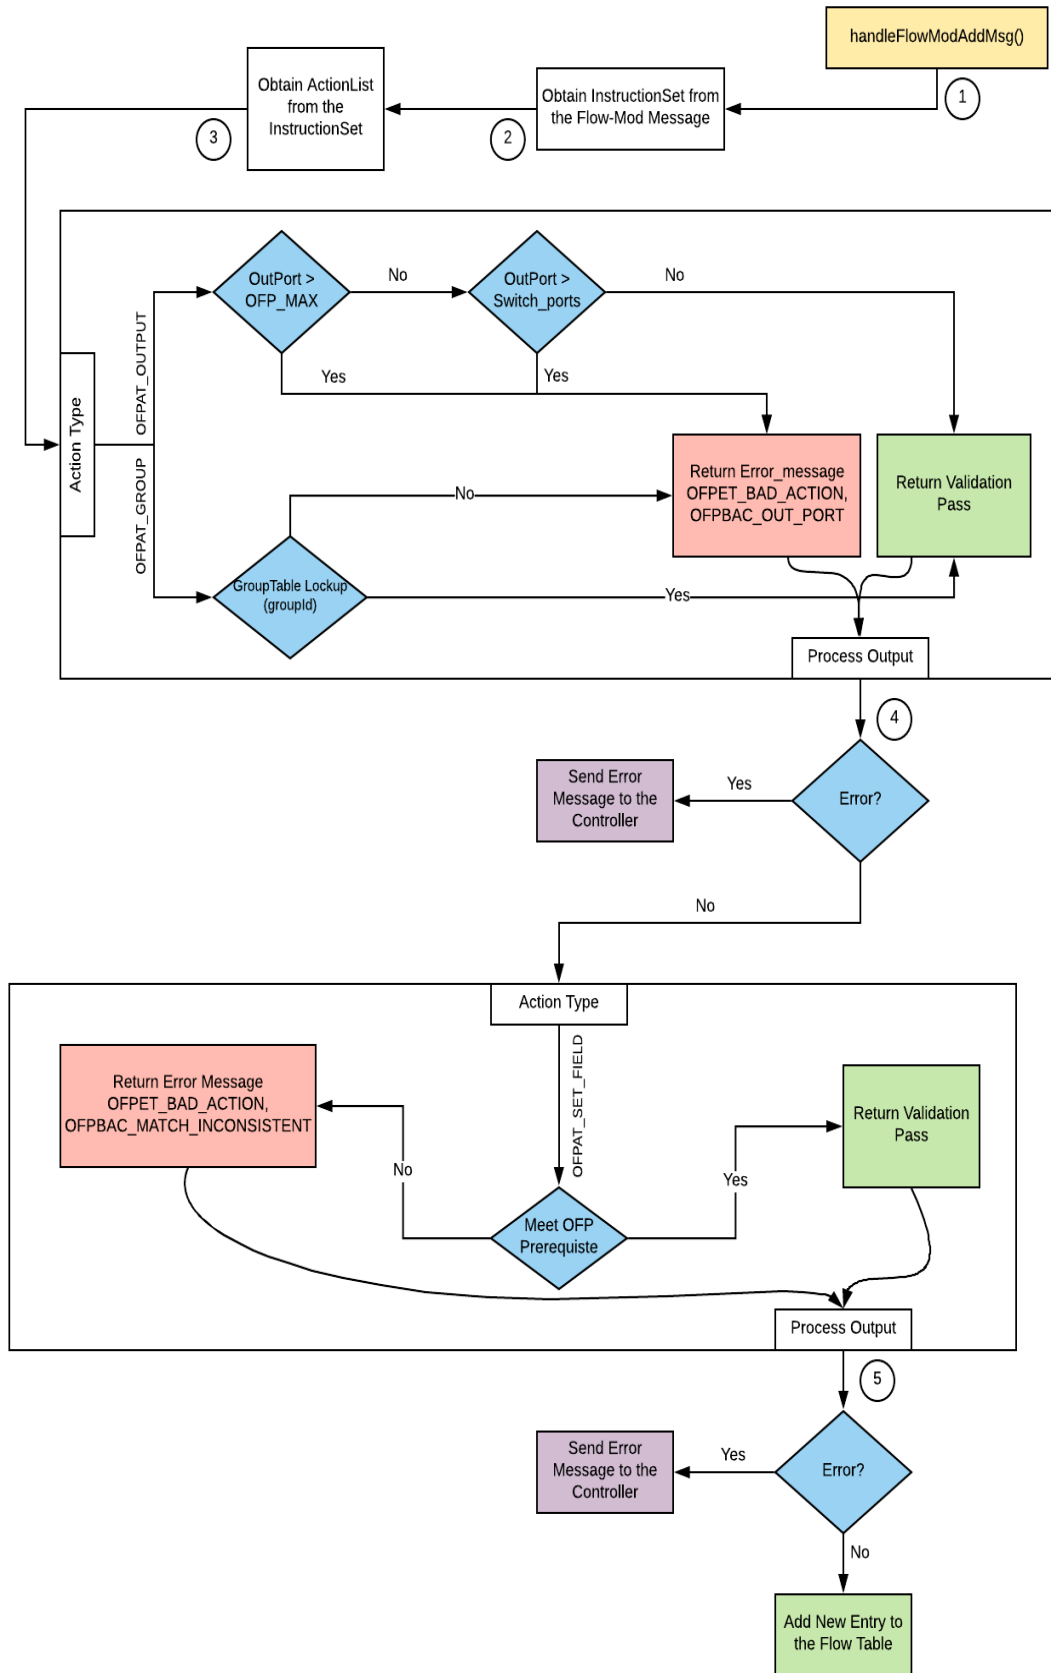 handleFlowModAddMsg()
1
Obtain InstructionSet from
the Flow-Mod Message
2
Obtain ActionList
from the
InstructionSet
3
Action Type
OFPAT_OUTPUT
OFPAT_GROUP
OutPort >
OFP_MAX
No
OutPort >
Switch_ports
No
Yes
Yes
Return Error_message
OFPET_BAD_ACTION,
OFPBAC_OUT_PORT
Return Validation
Pass
No
GroupTable Lockup
(groupId)
Yes
Process Output
4
Error?
Yes
Send Error
Message to the
Controller
No
Action Type
OFPAT_SET_FIELD
Return Error Message
OFPET_BAD_ACTION,
OFPBAC_MATCH_INCONSISTENT
Return Validation
Pass
No
Yes
Meet OFP
Prerequiste
Process Output
5
Error?
Yes
Send Error
Message to the
Controller
No
Add New Entry to
the Flow Table